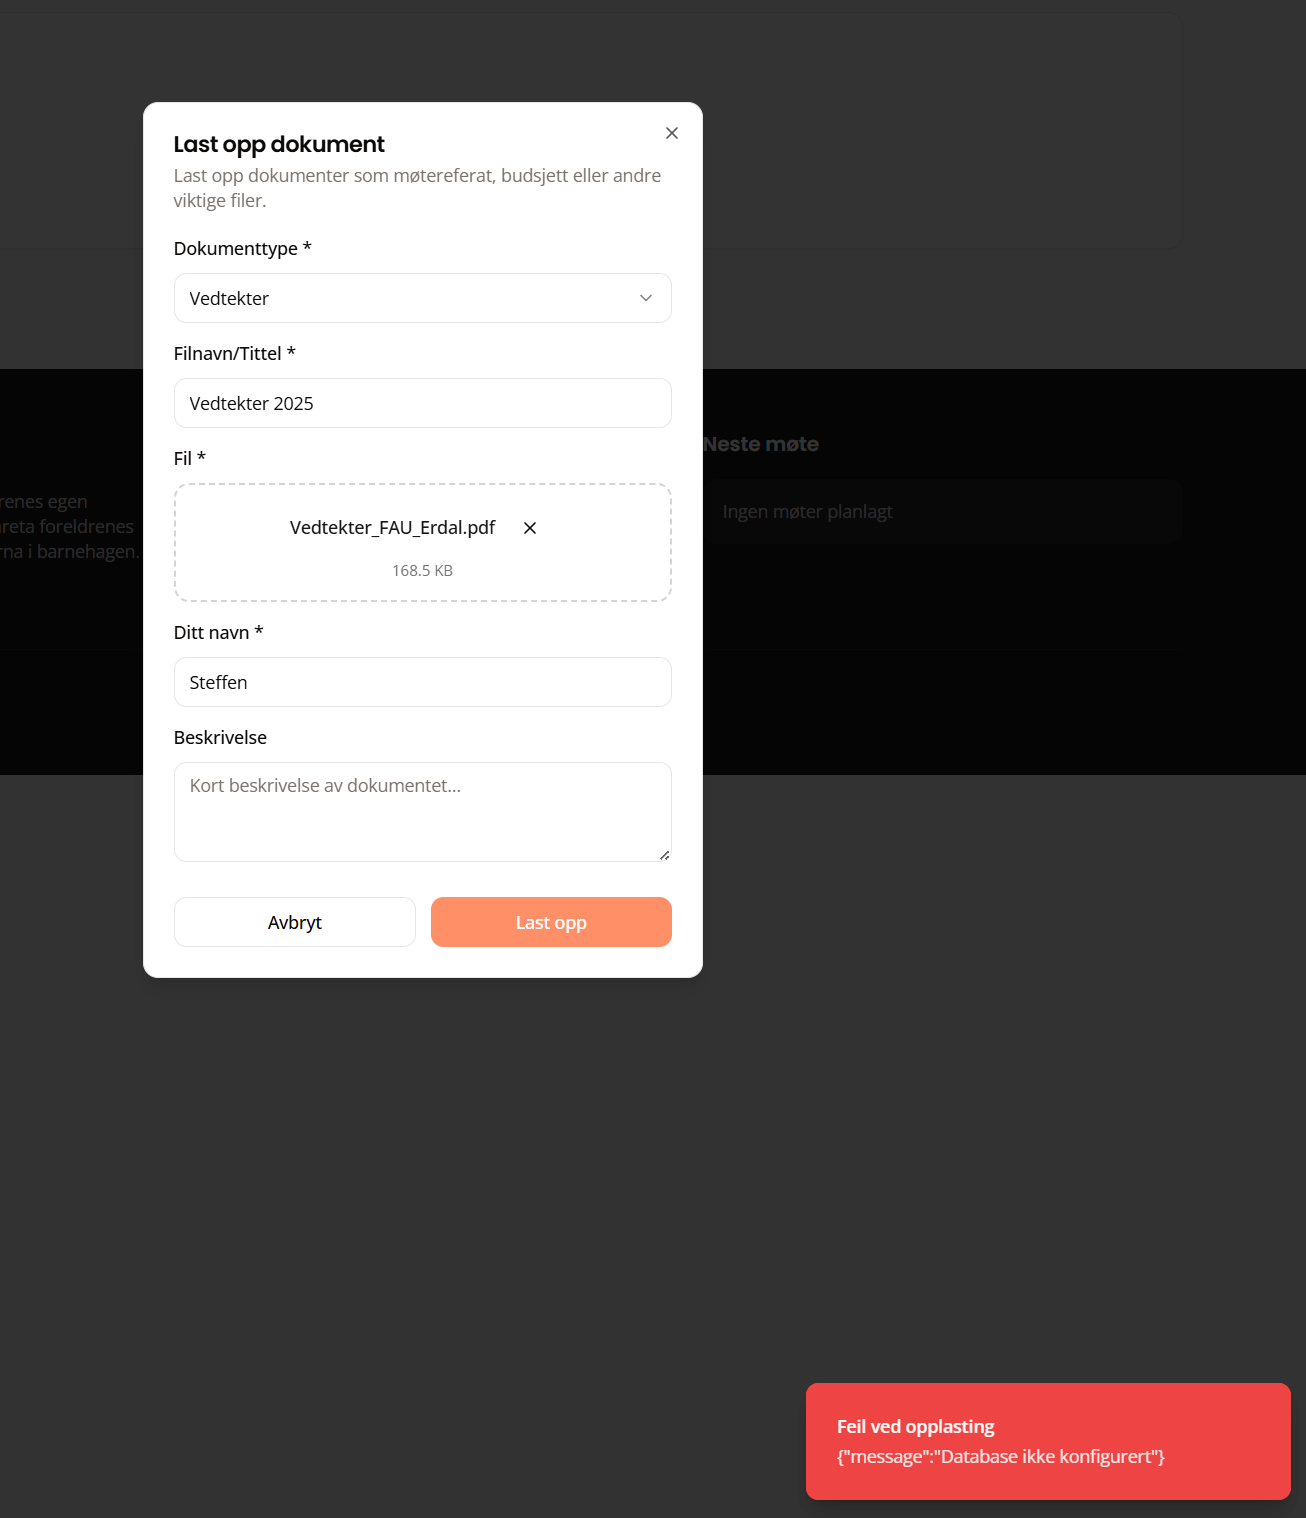 Last opp dokument
Last opp dokumenter som møtereferat, budsjett eller andre
viktige filer.
Dokumenttype *
Vedtekter
Filnavn/Tittel *
Vedtekter 2025
Fil *
Vedtekter_FAU_Erdal.pdf
168.5 KB
Ditt navn *
Steffen
Beskrivelse
Kort beskrivelse av dokumentet...
Avbryt
Last opp
renes egen
reta foreldrenes
rna i barnehagen.
Neste møte
Ingen møter planlagt
Feil ved opplasting
{"message":"Database ikke konfigurert"}